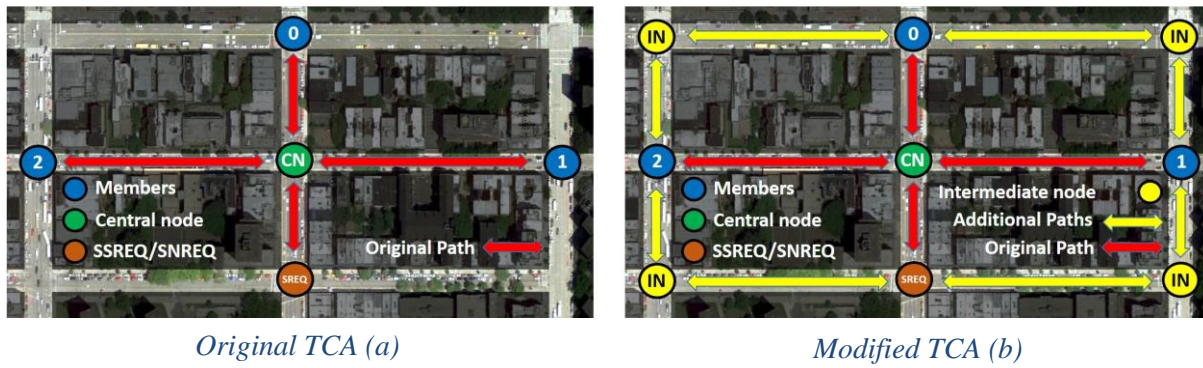 0
2
CN
1
Members
Central node
SSREQ/SNREQ
Original Path
SREQ
Original TCA (a)
IN
0
IN
2
CN
1
Members
Central node
SSREQ/SNREQ
Intermediate node
Additional Paths
Original Path
IN
SREQ
IN
Modified TCA (b)